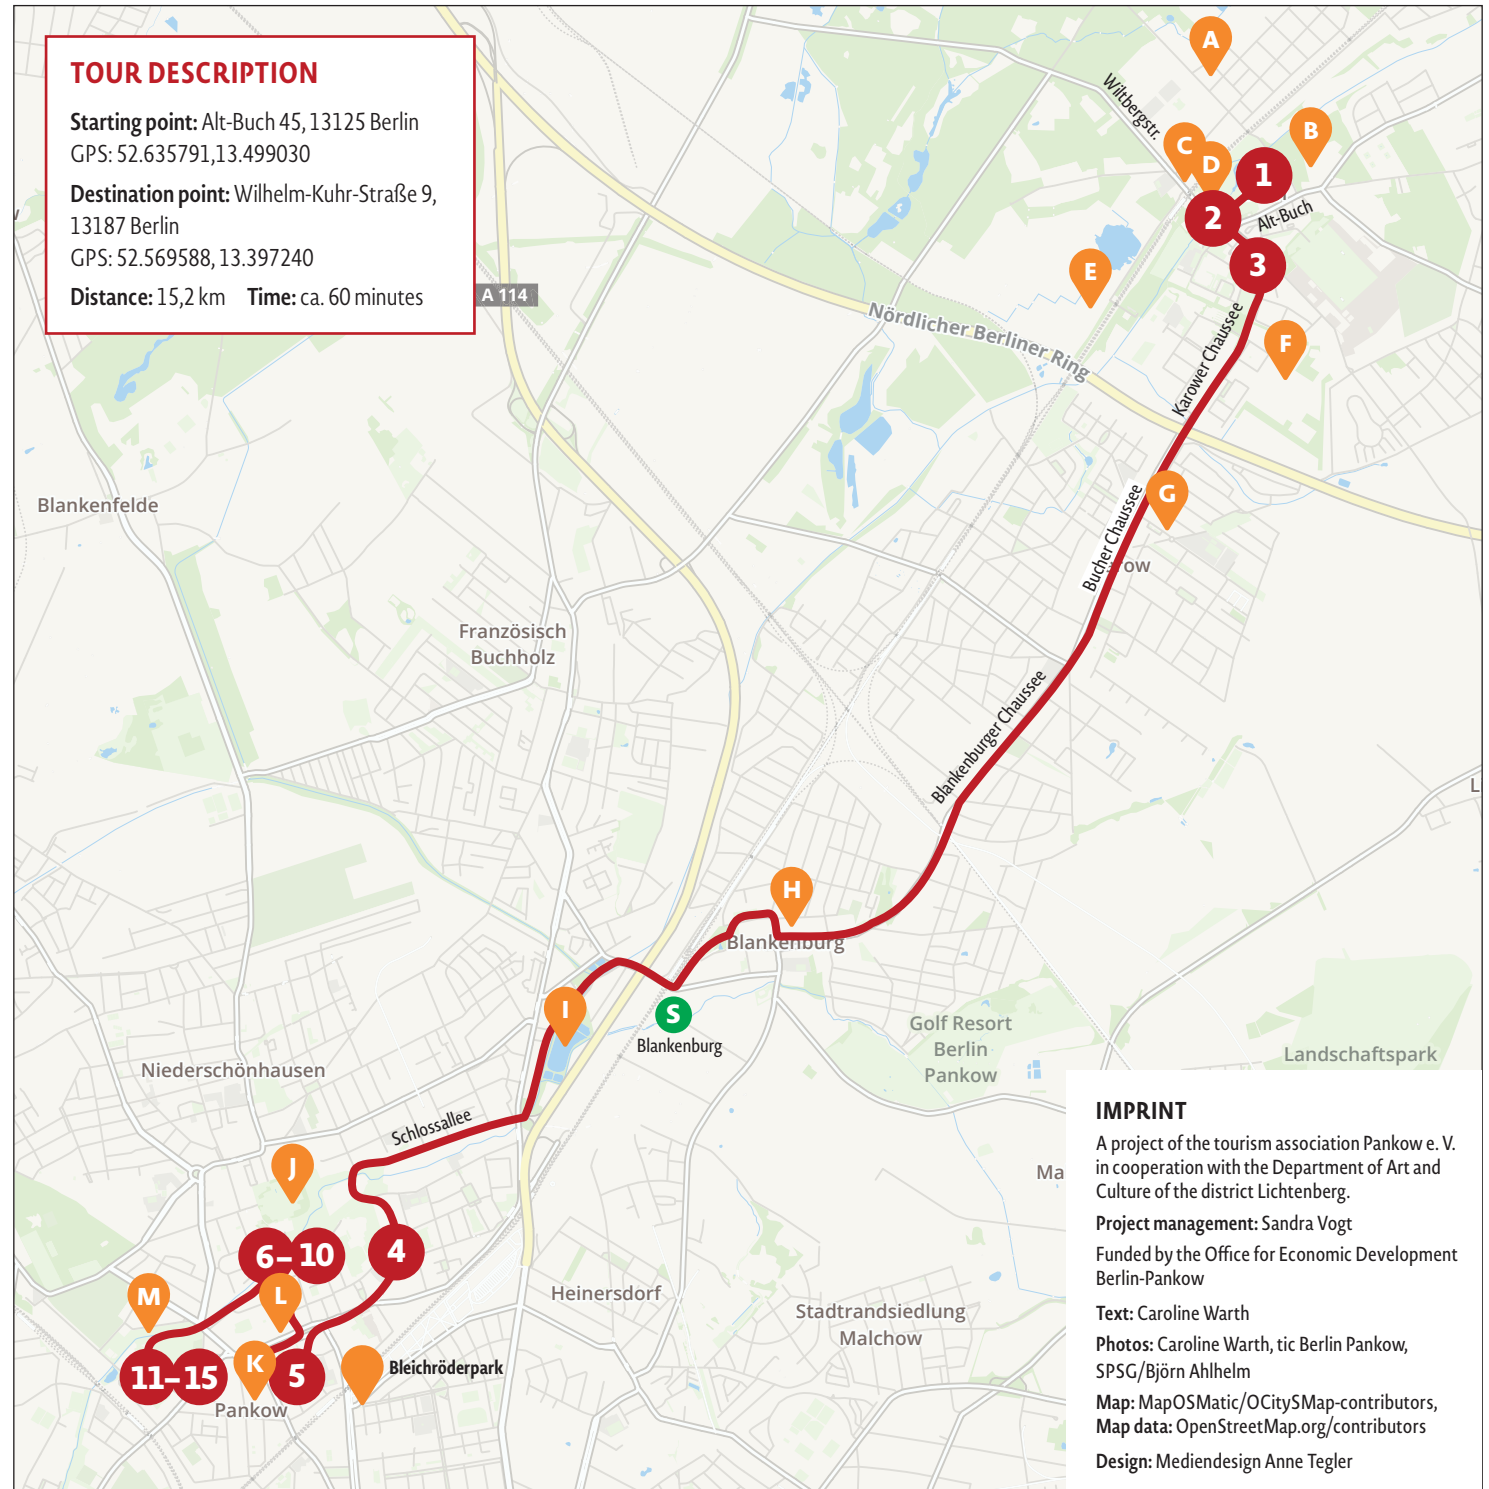 TOUR DESCRIPTION
Starting point: Alt-Buch 45, 13125 Berlin
GPS: 52.635791,13.499030
Destination point: Wilhelm-Kuhr-Straße 9,
13187 Berlin
GPS: 52.569588, 13.397240
Distance: 15,2 km Time: ca. 60 minutes
A
Wiltbergstr.
B
C
D
1
2
Alt-Buch
3
E
A 114
Nördlicher Berliner Ring
F
Karower Chaussee
G
Blankenfelde
Bucher Chaussee
row
Französisch
Buchholz
Blankenburger Chaussee
L
H
Blankenburg
I
S
Blankenburg
Golf Resort
Berlin
Pankow
Landschaftspark
Niederschönhausen
Schlossallee
J
Ma
4
6–10
L
M
Heinersdorf
Stadtrandsiedlung
Malchow
11–15
K
5
Bleichröderpark
Pankow
IMPRINT
A project of the tourism association Pankow e. V.
in cooperation with the Department of Art and
Culture of the district Lichtenberg.
Project management: Sandra Vogt
Funded by the Office for Economic Development
Berlin-Pankow
Text: Caroline Warth
Photos: Caroline Warth, tic Berlin Pankow,
SPSG/Björn Ahlhelm
Map: MapOSMatic/OCitySMap-contributors,
Map data: OpenStreetMap.org/contributors
Design: Mediendesign Anne Tegler